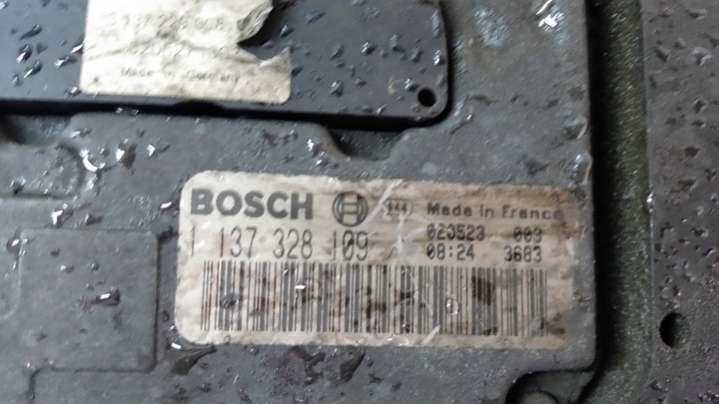 Made in Germany
BOSCH Made in France
1 137 328 109 020523 003
08:24 3683